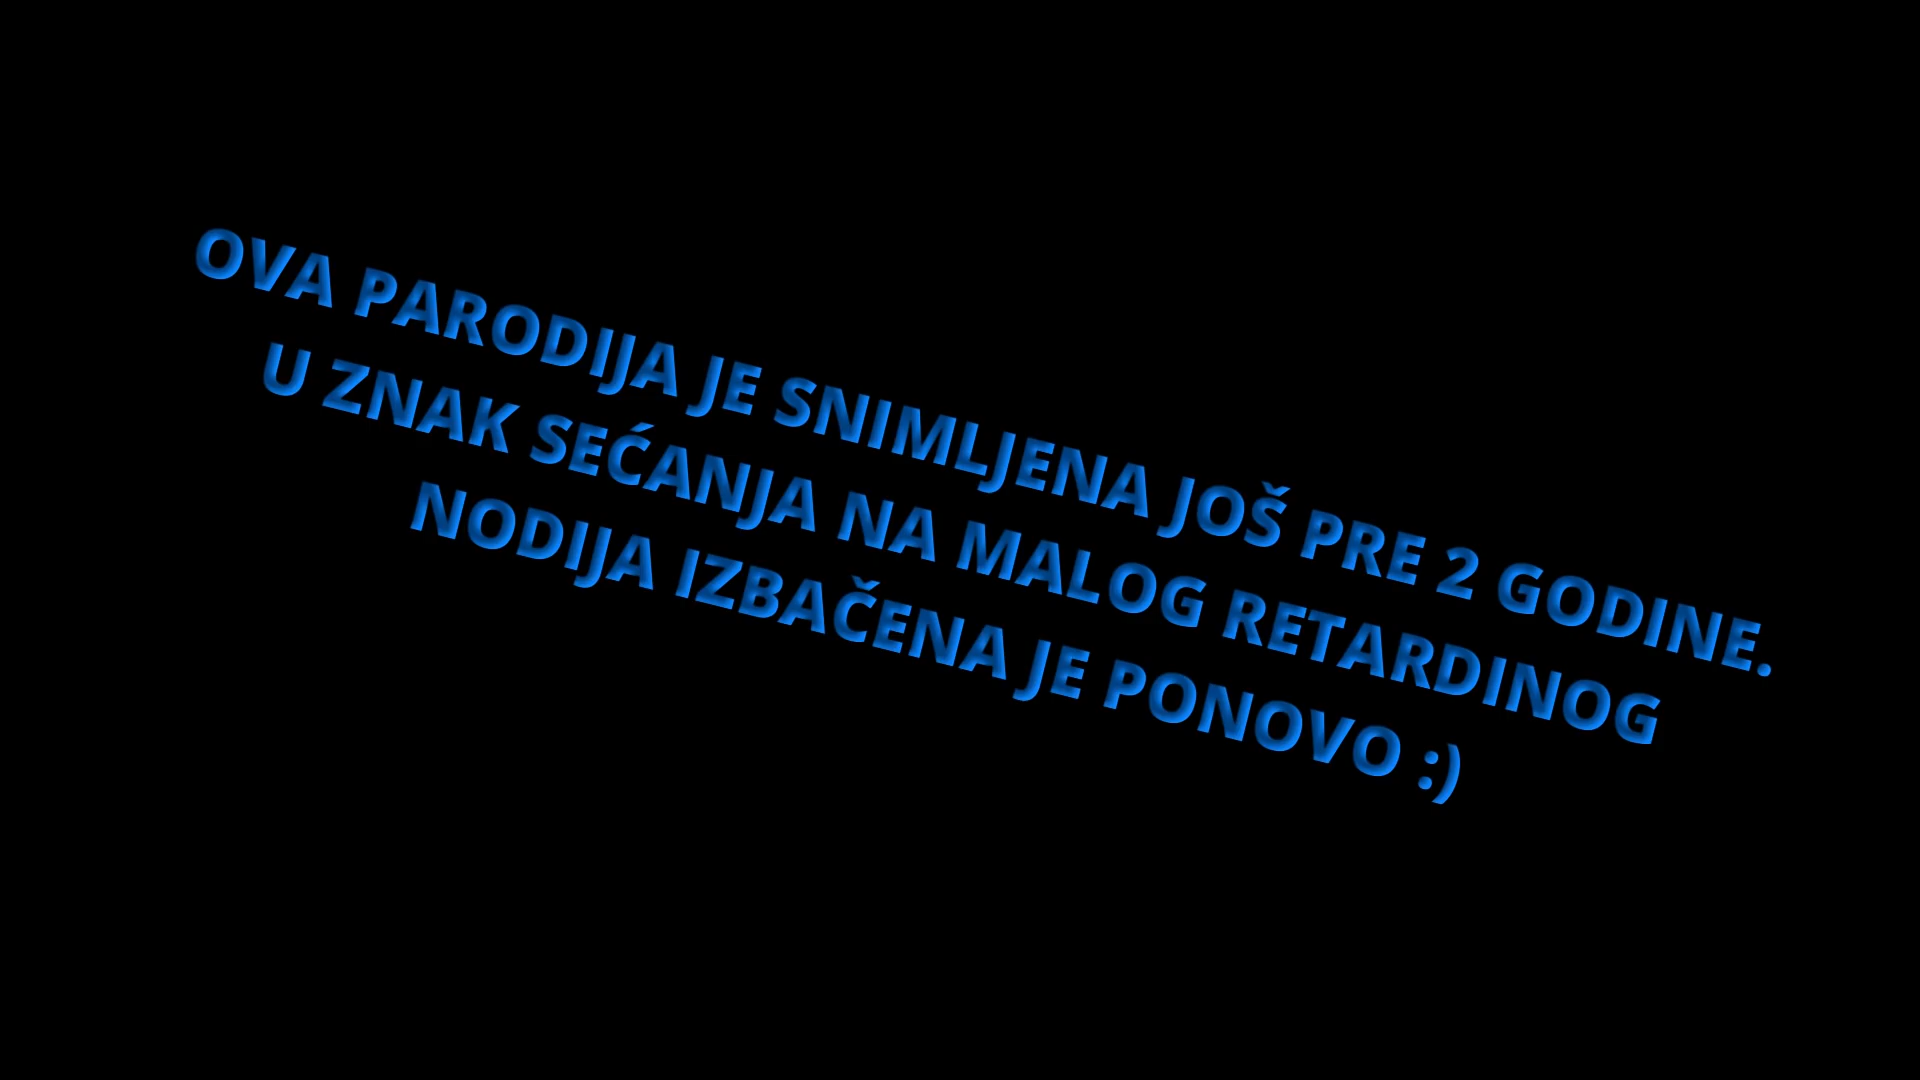 OVA PARODIJA JE SNIMLJENA JOŠ PRE 2 GODINE.
U ZNAK SEĆANJA NA MALOG RETARDINOG
NODIJA IZBAČENA JE PONOVO :)